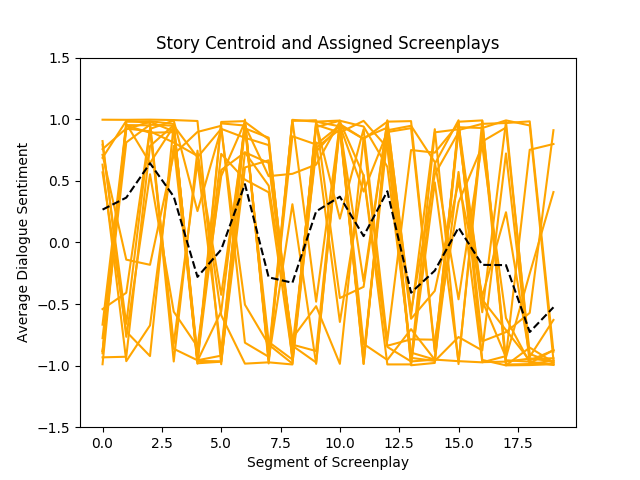 Story Centroid and Assigned Screenplays
1.5
1.0
0.5
0.0
−0.5
−1.0
−1.5
Average Dialogue Sentiment
0.0 2.5 5.0 7.5 10.0 12.5 15.0 17.5
Segment of Screenplay